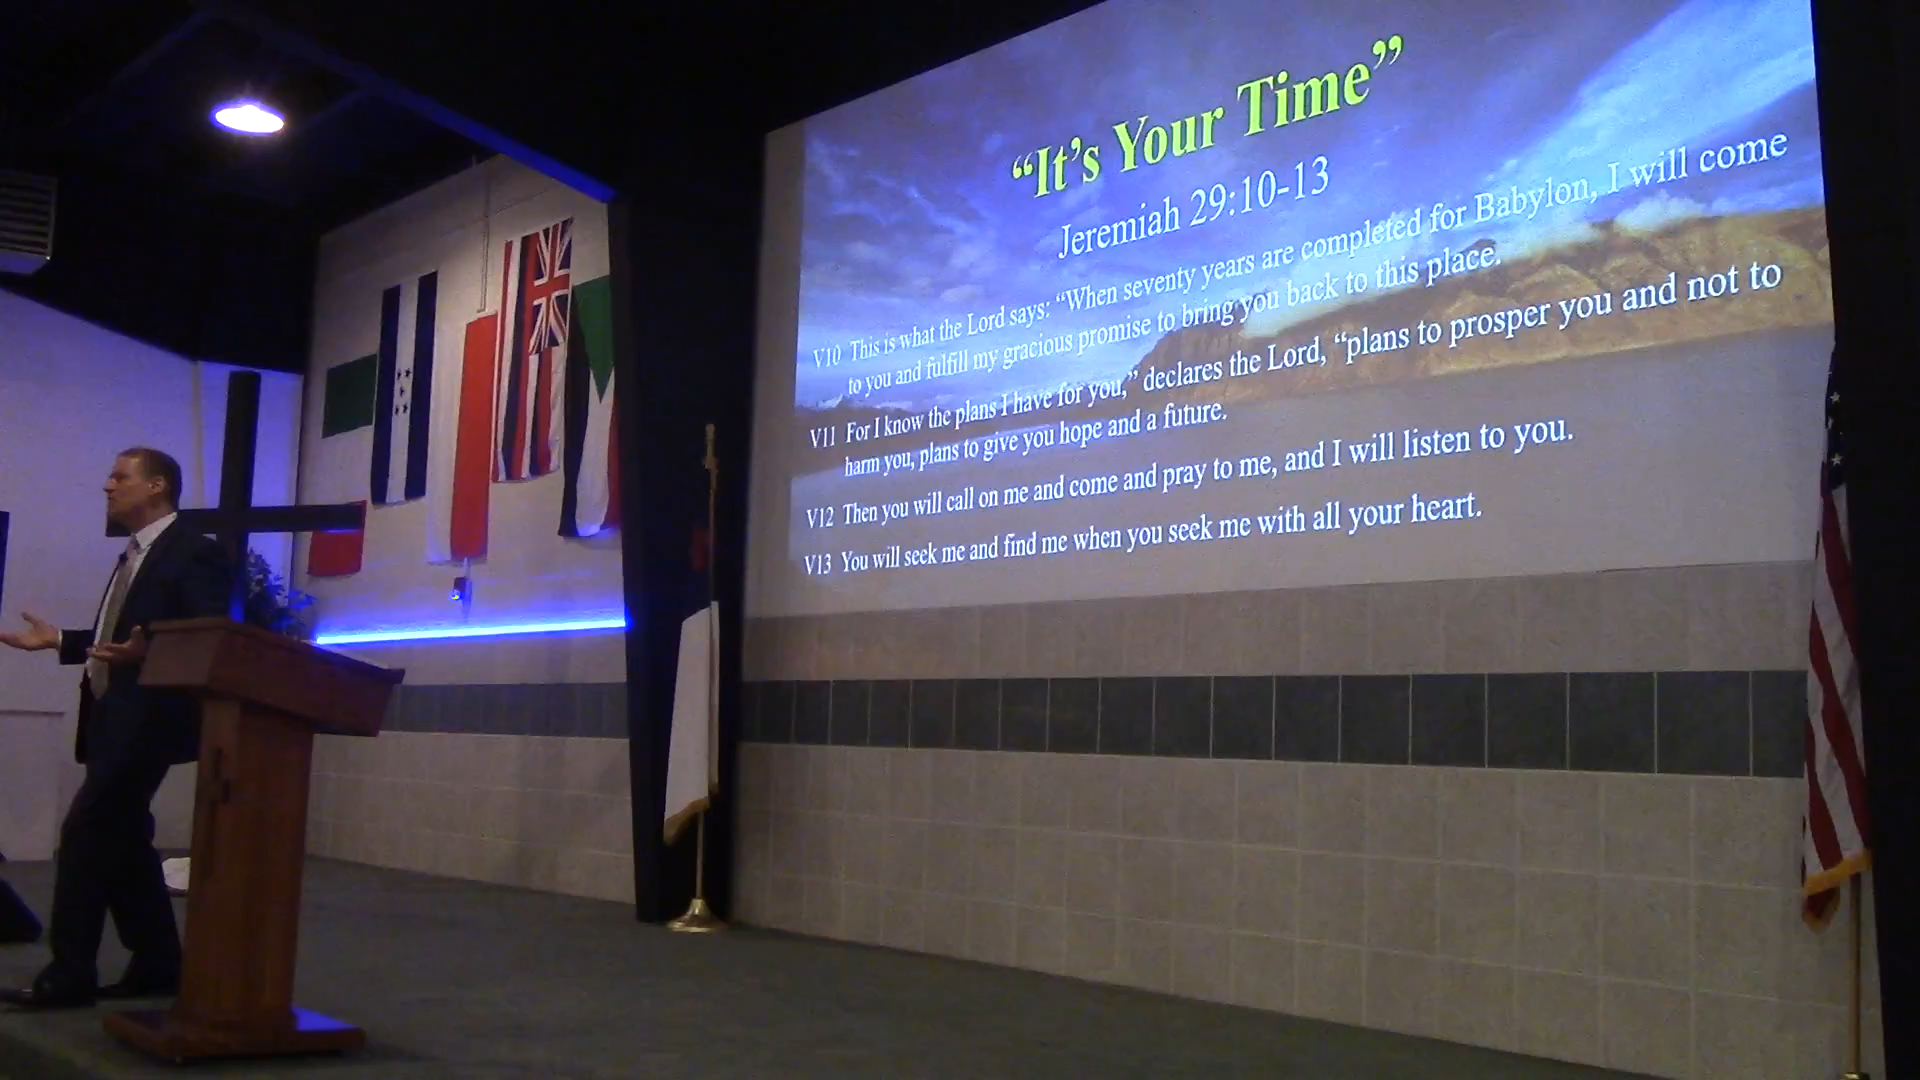 “It’s Your Time”
Jeremiah 29:10-13
V10 This is what the Lord says: “When seventy years are completed for Babylon, I will come
to you and fulfill my gracious promise to bring you back to this place.
V11 For I know the plans I have for you,” declares the Lord, “plans to prosper you and not to
harm you, plans to give you hope and a future.
V12 Then you will call on me and come and pray to me, and I will listen to you.
V13 You will seek me and find me when you seek me with all your heart.